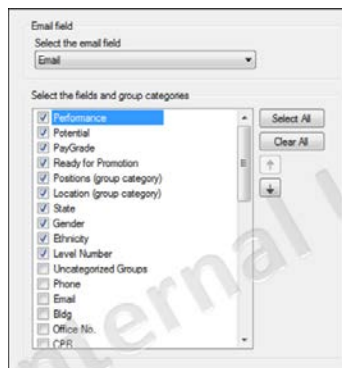 Email field
Select the email field
Email
Select the fields and group categories
Performance
Select All
Potential
Clear All
PayGrade
Ready for Promotion
Positions (group category)
Location (group category)
State
Gender
Ethnicity
Level Number
Uncategorized Groups
Phone
Email
Bldg
Office No.
CPR
ternal